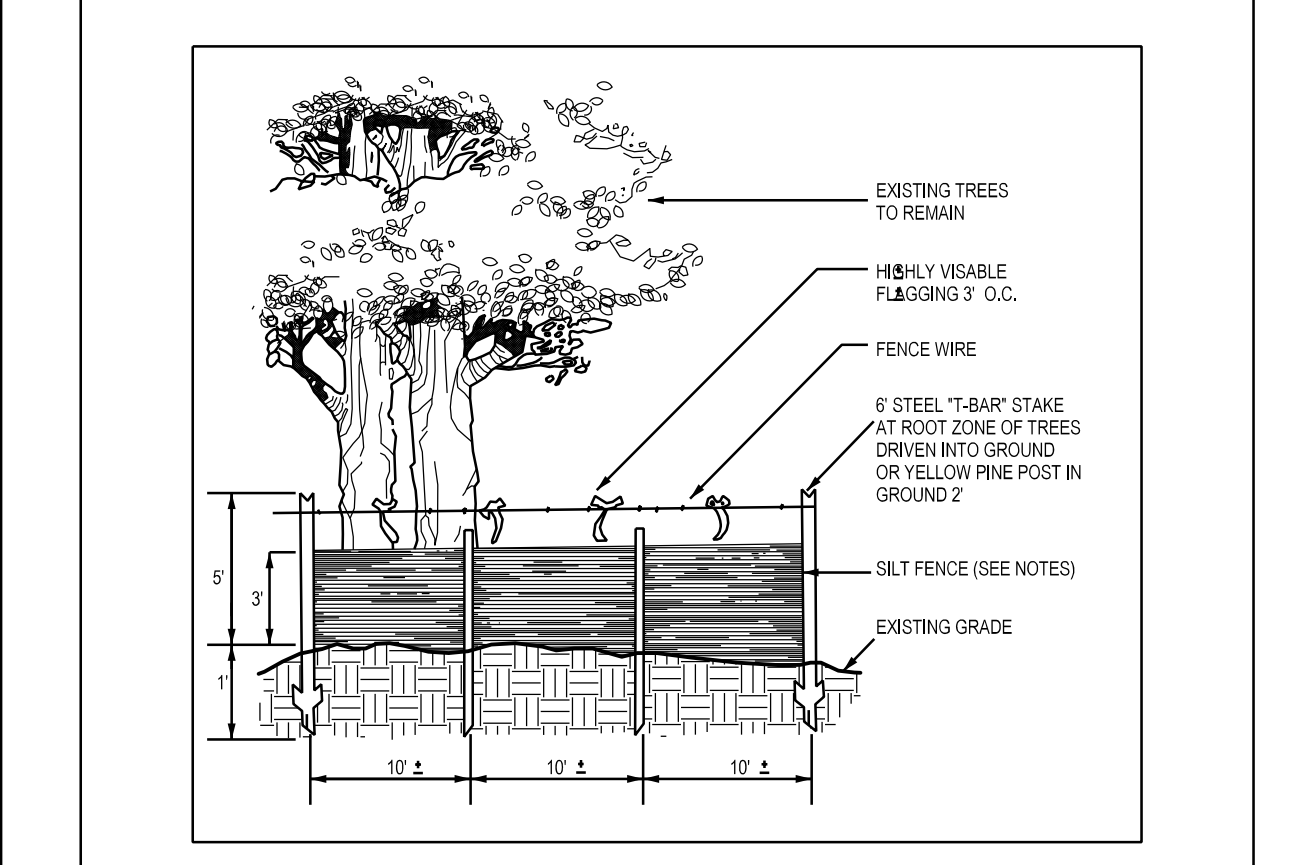 EXISTING TREES
TO REMAIN
HIGHLY VISABLE
FLAGGING 3' O.C.
FENCE WIRE
6' STEEL "T-BAR" STAKE
AT ROOT ZONE OF TREES
DRIVEN INTO GROUND
OR YELLOW PINE POST IN
GROUND 2'
SILT FENCE (SEE NOTES)
EXISTING GRADE
5'
3'
1'
10' ±
10' ±
10' ±